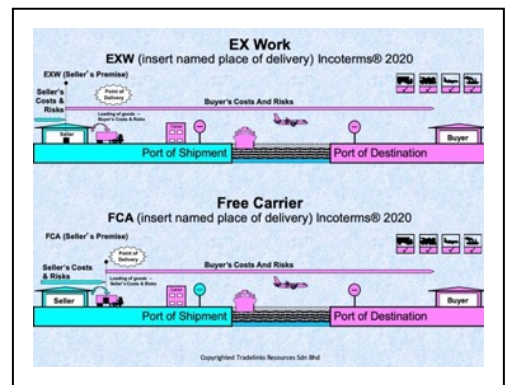 EX Work
EXW (insert named place of delivery) Incoterms® 2020
EXW (Seller's Premise)
Seller's
Costs &
Risks
Point of
Delivery
Buyer's Costs And Risks
Loading of goods -
Buyer's Costs & Risks
Seller
Buyer
Port of Shipment
Port of Destination
Free Carrier
FCA (insert named place of delivery) Incoterms® 2020
FCA (Seller's Premise)
Point of
Delivery
Seller's Costs
& Risks
Buyer's Costs And Risks
Loading of goods -
Seller's Costs & Risks
Seller
Buyer
Port of Shipment
Port of Destination
Copyrighted Tradelinks Resources Sdn Bhd